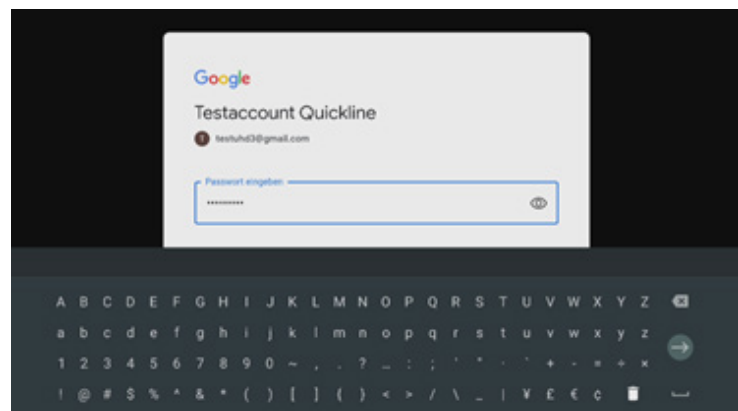 Google
Testaccount Quickline
T testuhd3@gmail.com
Passwort eingeben
•••••••••
A B C D E F G H I J K L M N O P Q R S T U V W X Y Z
a b c d e f g h i j k l m n o p q r s t u v w x y z
1 2 3 4 5 6 7 8 9 0 ~ , . ? _ : ; ' " · ` ' + - = ÷ ×
! @ # $ % ^ & * ( ) [ ] { } < > / \ _ | ¥ £ € ¢